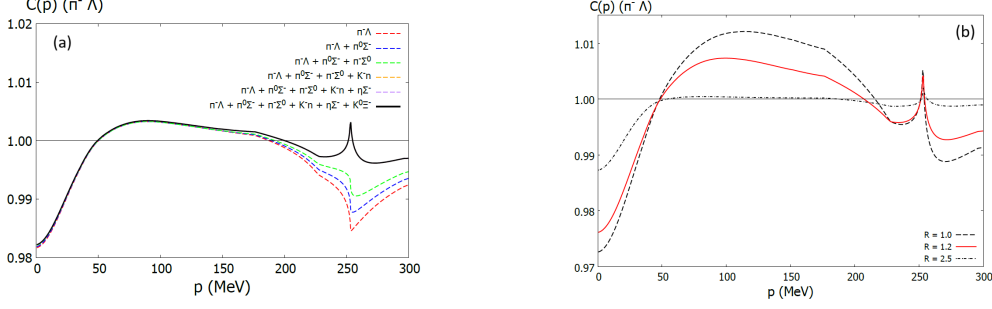 C(p) (π⁻ Λ)
(a)
1.02
1.01
1.00
0.99
0.98
π⁻Λ
π⁻Λ + π⁰Σ⁻
π⁻Λ + π⁰Σ⁻ + π⁻Σ⁰
π⁻Λ + π⁰Σ⁻ + π⁻Σ⁰ + K⁻n
π⁻Λ + π⁰Σ⁻ + π⁻Σ⁰ + K⁻n + ηΣ⁻
π⁻Λ + π⁰Σ⁻ + π⁻Σ⁰ + K⁻n + ηΣ⁻ + K⁰Ξ⁻
0 50 100 150 200 250 300
p (MeV)
C(p) (π⁻ Λ)
(b)
1.01
1.00
0.99
0.98
0.97
R = 1.0
R = 1.2
R = 2.5
0 50 100 150 200 250 300
p (MeV)